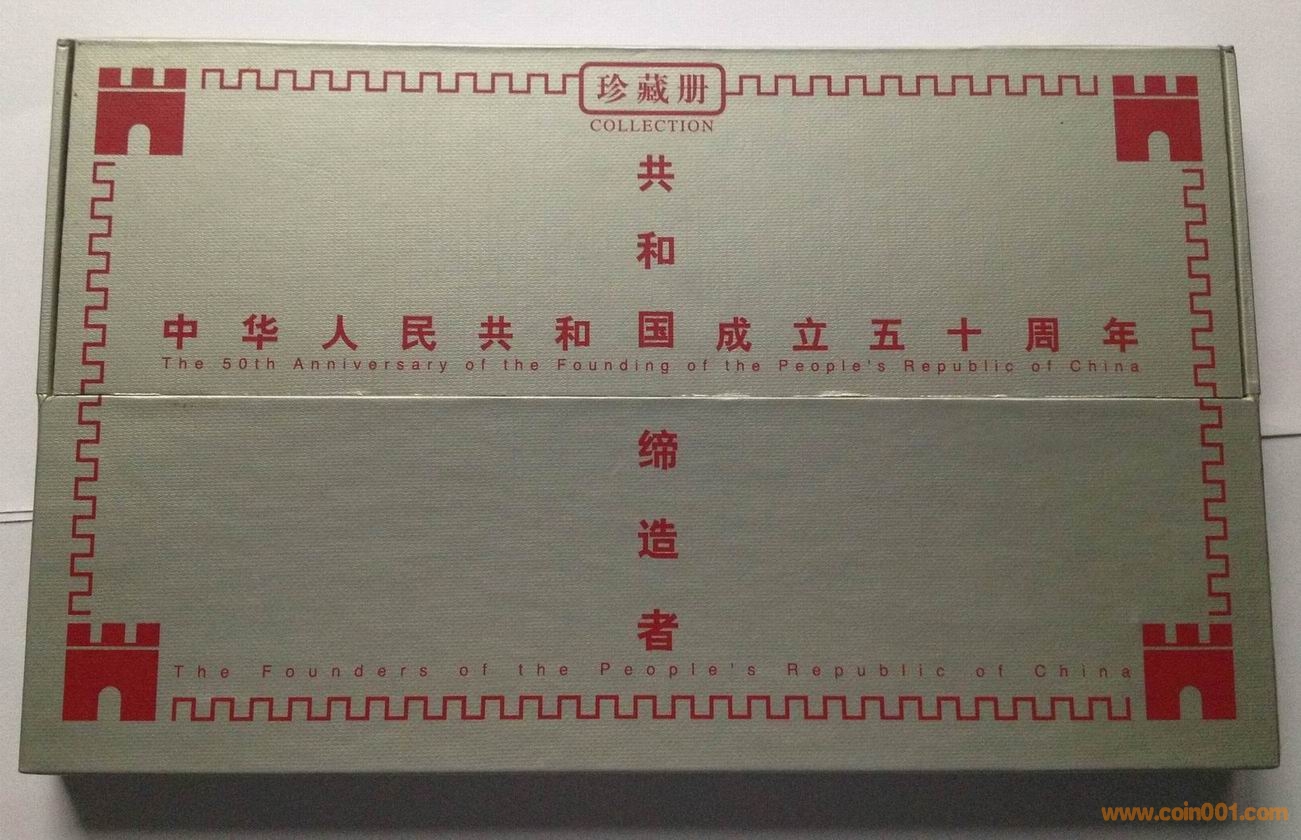 珍藏册
COLLECTION
共和国缔造者
中华人民共和国成立五十周年
The 50th Anniversary of the Founding of the People's Republic of China
The Founders of the People's Republic of China
www.coin001.com